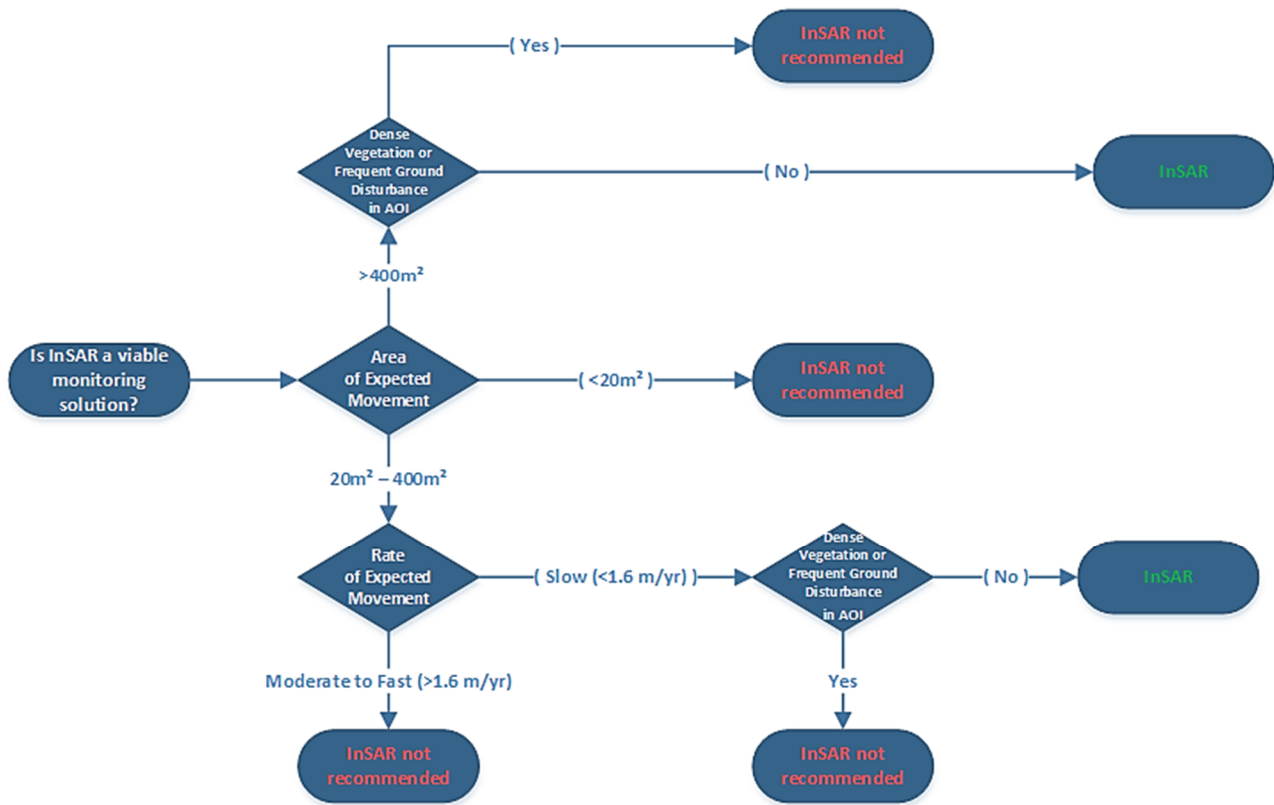 InSAR not
recommended
( Yes )
Dense
Vegetation or
Frequent Ground
Disturbance
in AOI
( No )
InSAR
>400m²
Is InSAR a viable
monitoring
solution?
Area
of Expected
Movement
( <20m² )
InSAR not
recommended
20m² – 400m²
Rate
of Expected
Movement
( Slow (<1.6 m/yr) )
Dense
Vegetation or
Frequent Ground
Disturbance
in AOI
( No )
InSAR
Moderate to Fast (>1.6 m/yr)
Yes
InSAR not
recommended
InSAR not
recommended